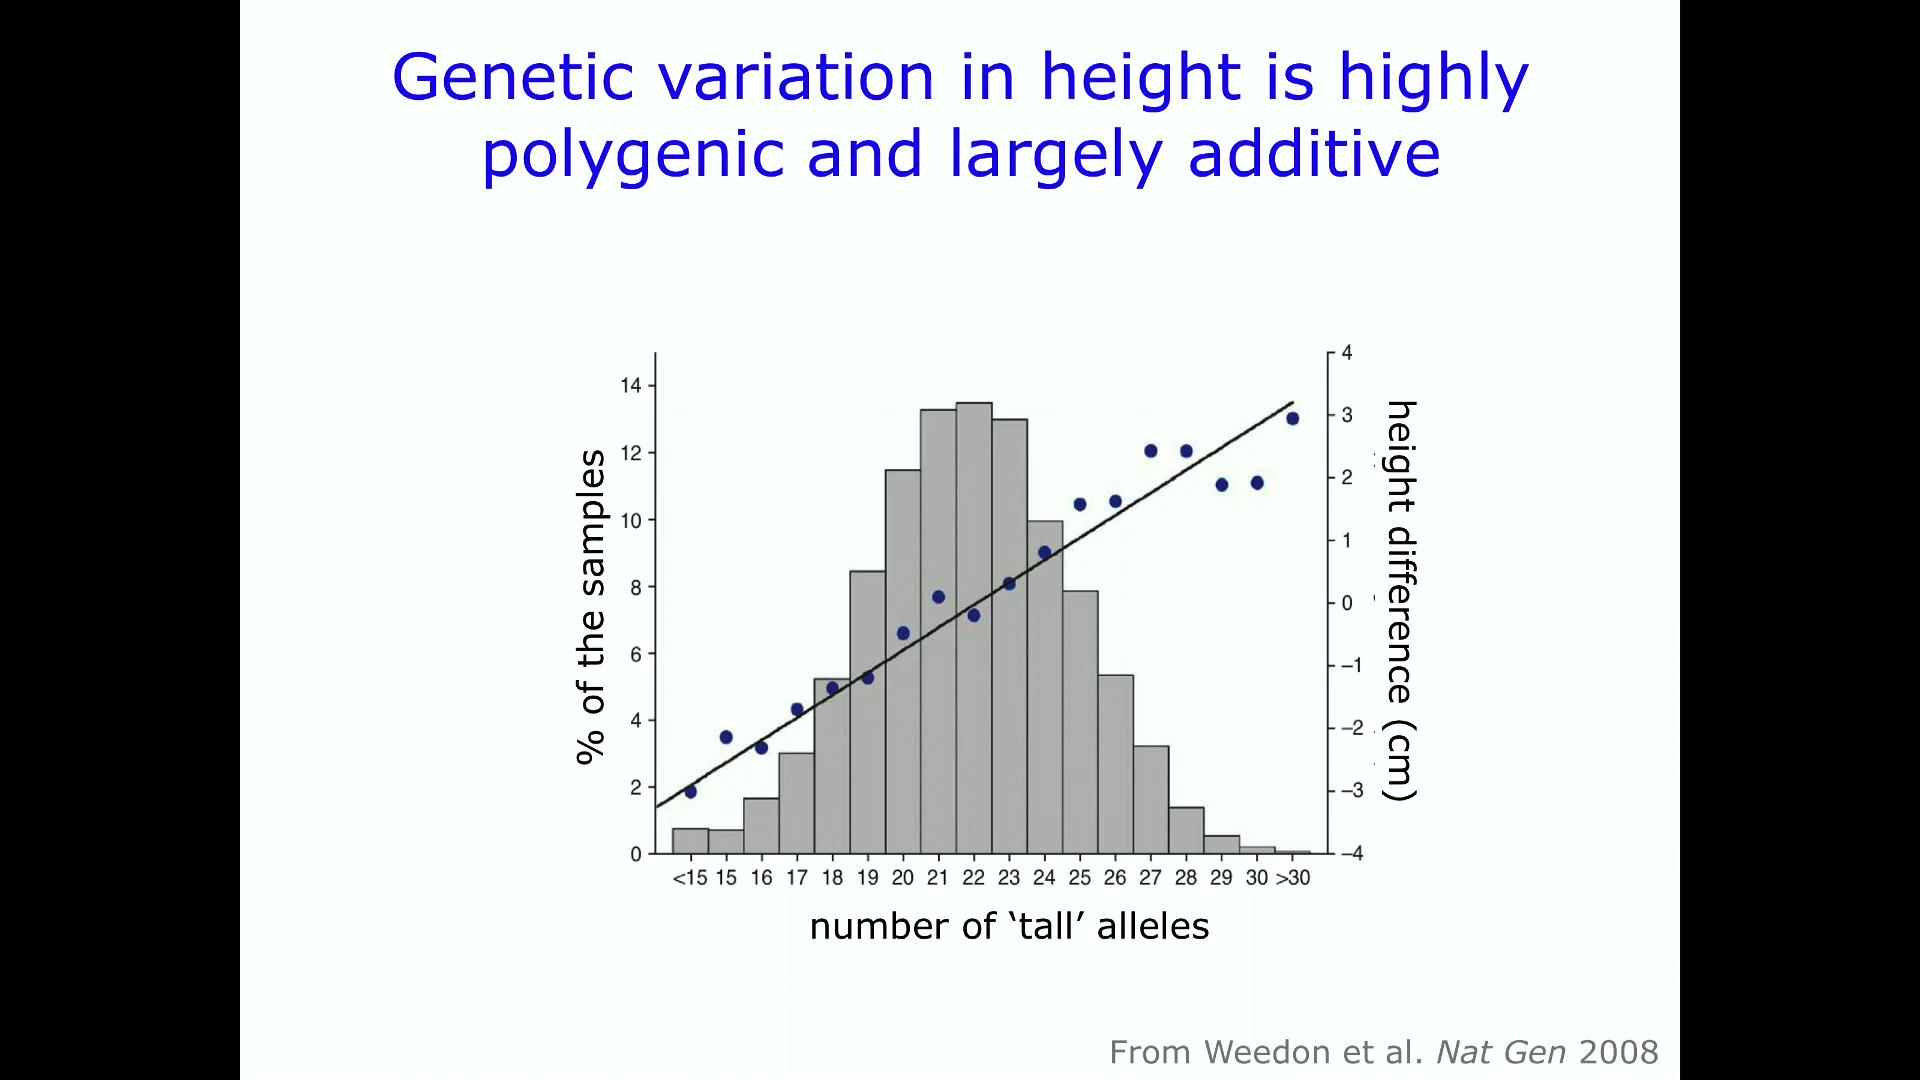 Genetic variation in height is highly
polygenic and largely additive
% of the samples
14
12
10
8
6
4
2
0
4
3
2
1
0
–1
–2
–3
–4
height difference (cm)
<15 15 16 17 18 19 20 21 22 23 24 25 26 27 28 29 30 >30
number of ‘tall’ alleles
From Weedon et al. Nat Gen 2008